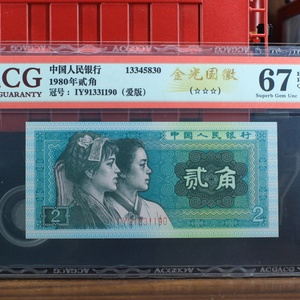 ACG
GUARANTY
中国人民银行 13345830
1980年贰角
冠号：IY91331190 (爱版)
金光国徽
(☆☆☆)
67
Superb Gem Unc
中国人民银行
贰角
2
2
IY91331190
ACGACG